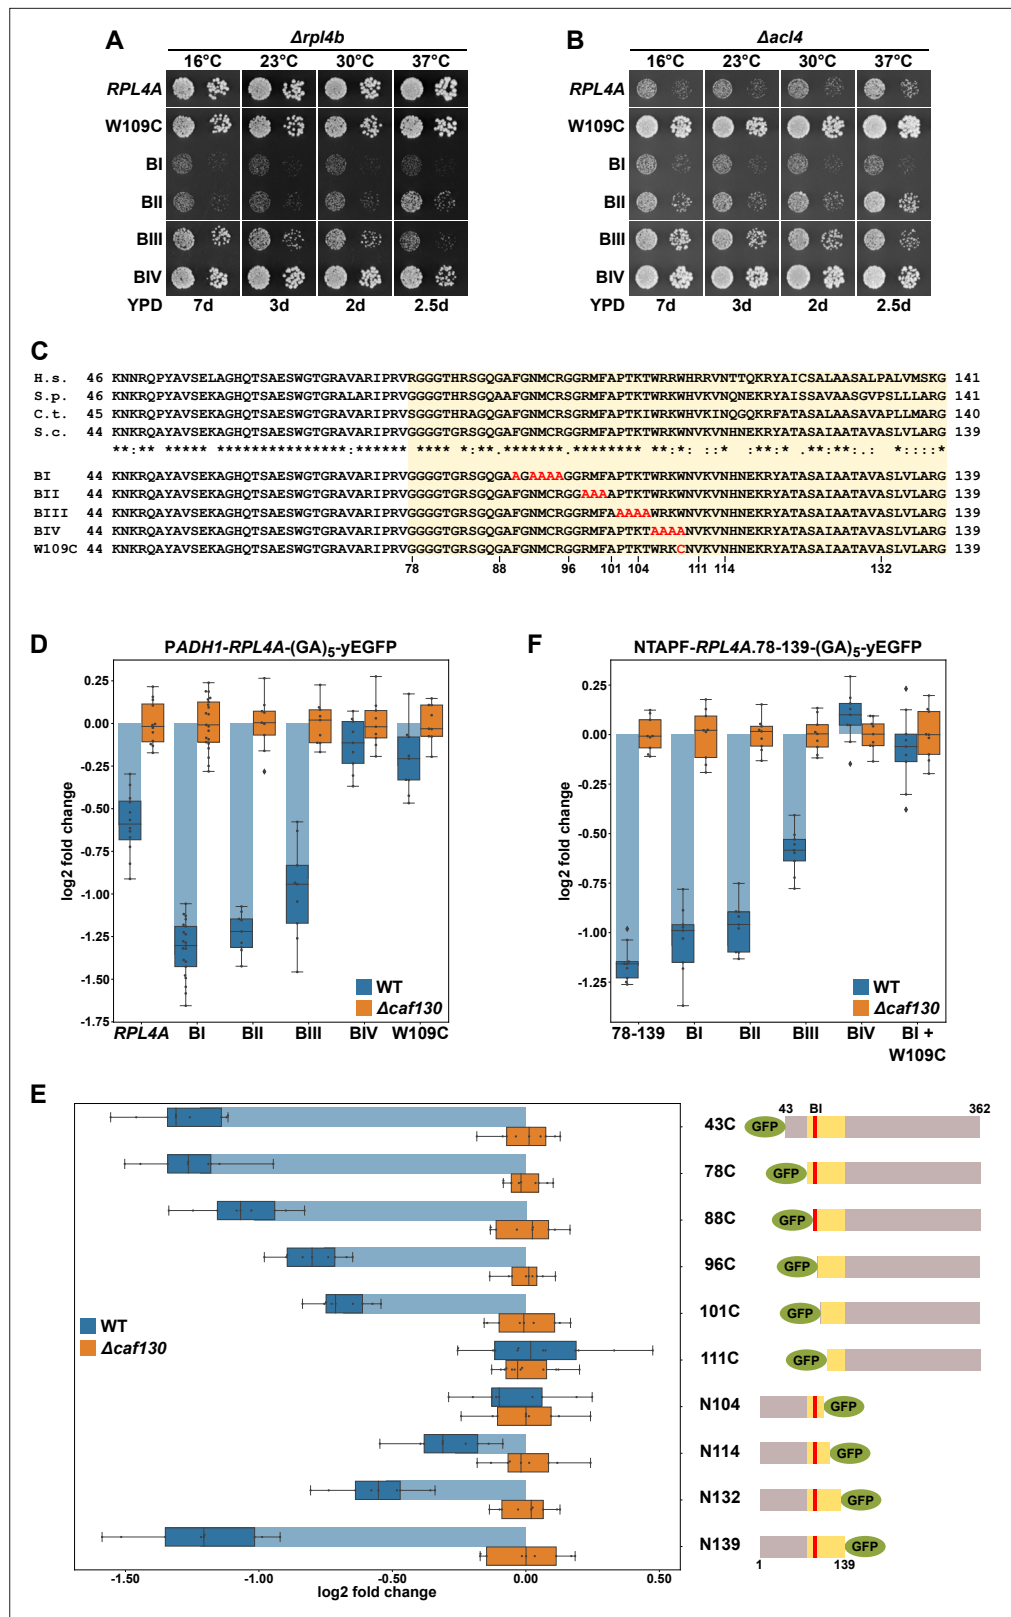 A
Δrpl4b
16°C 23°C 30°C 37°C
RPL4A
W109C
BI
BII
BIII
BIV
YPD 7d 3d 2d 2.5d
B
Δacl4
16°C 23°C 30°C 37°C
RPL4A
W109C
BI
BII
BIII
BIV
YPD 7d 3d 2d 2.5d
C
H.s. 46 KNNRQPYAVSELAGHQTSAESWGTGRAVARIPRVRGGGTHRSGQGAFGNMCRGGRMFAPTKTWRRWHRRVNTTQKRYAICSALAASALPALVMSKG 141
S.p. 46 KNKRQPYAVSEKAGHQTSAESWGTGRALARIPRVGGGGTHRSGQAAFGNMCRSGRMFAPTKTWRKWHVKVNQNEKRYAISSAVAASGVPSLLLARG 141
C.t. 45 KNKRQPYAVSEKAGHQTSAESWGTGRAVARIPRVSGGGTHRAGQAAFGNMCRSGRMFAPTKIWRKWHVKINQGQKRFATASALAASAVAPLLMARG 140
S.c. 44 KNKRQAYAVSEKAGHQTSAESWGTGRAVARIPRVGGGGTGRSGQGAFGNMCRGGRMFAPTKTWRKWNVKVNHNEKRYATASAIAATAVASLVLARG 139
BI 44 KNKRQAYAVSEKAGHQTSAESWGTGRAVARIPRVGGGGTGRSGQGAAGAAAAGGRMFAPTKTWRKWNVKVNHNEKRYATASAIAATAVASLVLARG 139
BII 44 KNKRQAYAVSEKAGHQTSAESWGTGRAVARIPRVGGGGTGRSGQGAFGNMCRGGAAAAPTKTWRKWNVKVNHNEKRYATASAIAATAVASLVLARG 139
BIII 44 KNKRQAYAVSEKAGHQTSAESWGTGRAVARIPRVGGGGTGRSGQGAFGNMCRGGRMFAAAAAWRKWNVKVNHNEKRYATASAIAATAVASLVLARG 139
BIV 44 KNKRQAYAVSEKAGHQTSAESWGTGRAVARIPRVGGGGTGRSGQGAFGNMCRGGRMFAPTKTAAAANVKVNHNEKRYATASAIAATAVASLVLARG 139
W109C 44 KNKRQAYAVSEKAGHQTSAESWGTGRAVARIPRVGGGGTGRSGQGAFGNMCRGGRMFAPTKTWRKCNVKVNHNEKRYATASAIAATAVASLVLARG 139
78 88 96 101 104 111 114 132
D
PADH1-RPL4A-(GA)5-yEGFP
log2 fold change
0.25
0.00
-0.25
-0.50
-0.75
-1.00
-1.25
-1.50
-1.75
WT
Δcaf130
RPL4A BI BII BIII BIV W109C
F
NTAPF-RPL4A.78-139-(GA)5-yEGFP
log2 fold change
0.25
0.00
-0.25
-0.50
-0.75
-1.00
-1.25
WT
Δcaf130
78-139 BI BII BIII BIV BI +
W109C
E
WT
Δcaf130
-1.50 -1.00 -0.50 0.00 0.50
log2 fold change
43 BI 362
43C GFP
78C GFP
88C GFP
96C GFP
101C GFP
111C GFP
N104 GFP
N114 GFP
N132 GFP
N139 GFP
1 139